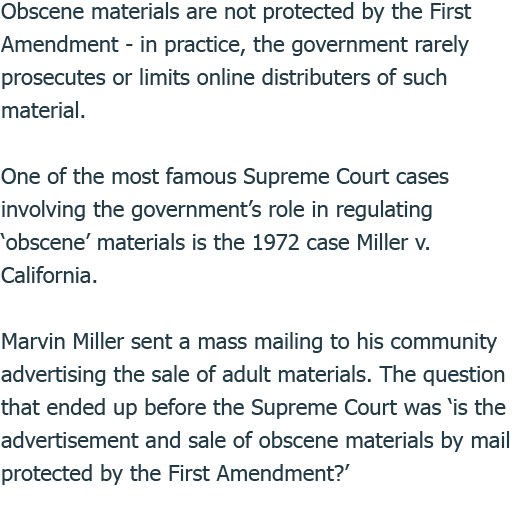 Obscene materials are not protected by the First
Amendment - in practice, the government rarely
prosecutes or limits online distributers of such
material.
One of the most famous Supreme Court cases
involving the government’s role in regulating
‘obscene’ materials is the 1972 case Miller v.
California.
Marvin Miller sent a mass mailing to his community
advertising the sale of adult materials. The question
that ended up before the Supreme Court was ‘is the
advertisement and sale of obscene materials by mail
protected by the First Amendment?’